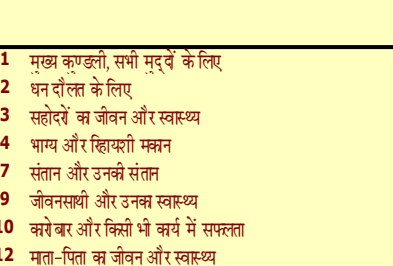 1 मुख्य कुण्डली, सभी मुद्दों के लिए
2 धन दौलत के लिए
3 सहोदरों का जीवन और स्वास्थ्य
4 भाग्य और रिहायशी मकान
7 संतान और उनकी संतान
9 जीवनसाथी और उनका स्वास्थ्य
10 कारोबार और किसी भी कार्य में सफलता
12 माता-पिता का जीवन और स्वास्थ्य